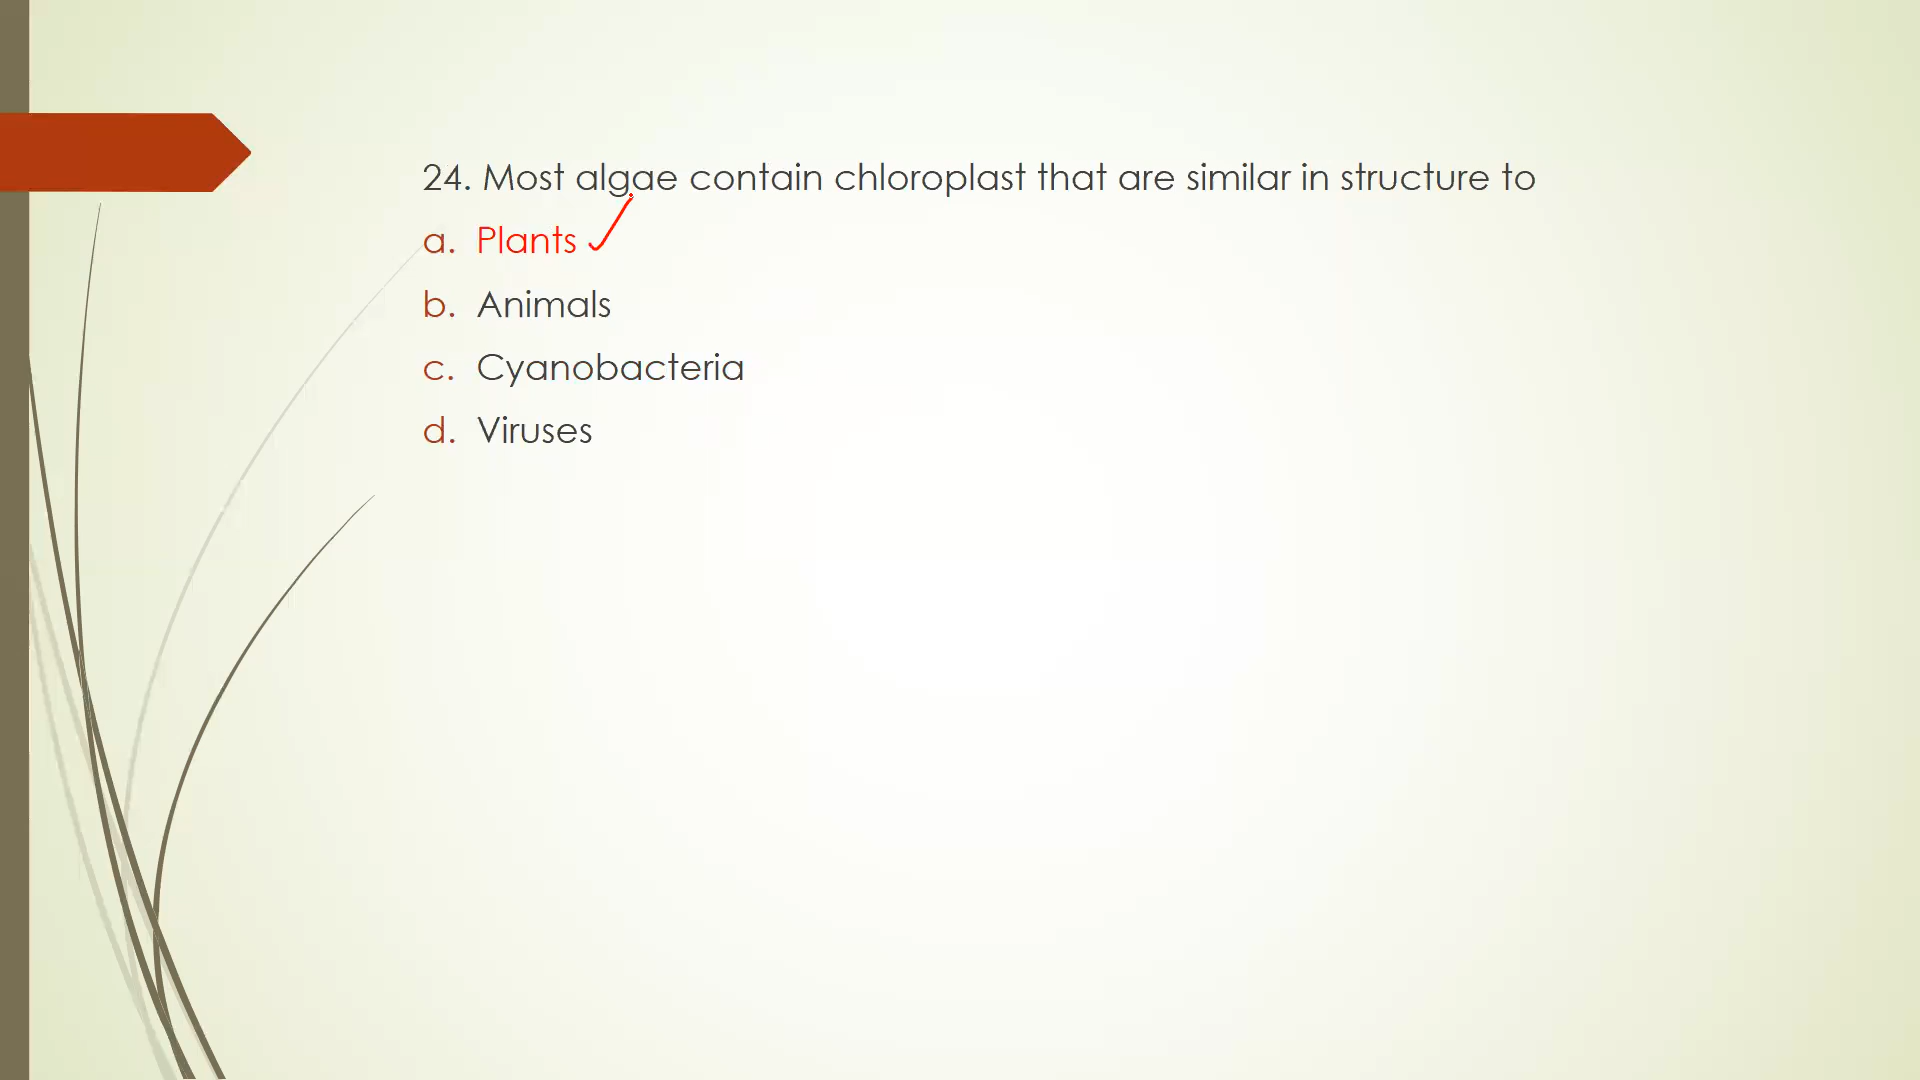 24. Most algae contain chloroplast that are similar in structure to
a. Plants
b. Animals
c. Cyanobacteria
d. Viruses